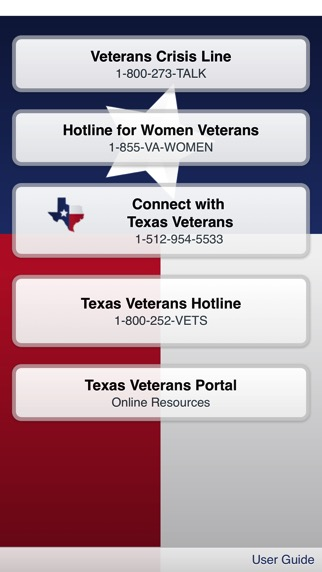 Veterans Crisis Line
1-800-273-TALK
Hotline for Women Veterans
1-855-VA-WOMEN
Connect with
Texas Veterans
1-512-954-5533
Texas Veterans Hotline
1-800-252-VETS
Texas Veterans Portal
Online Resources
User Guide